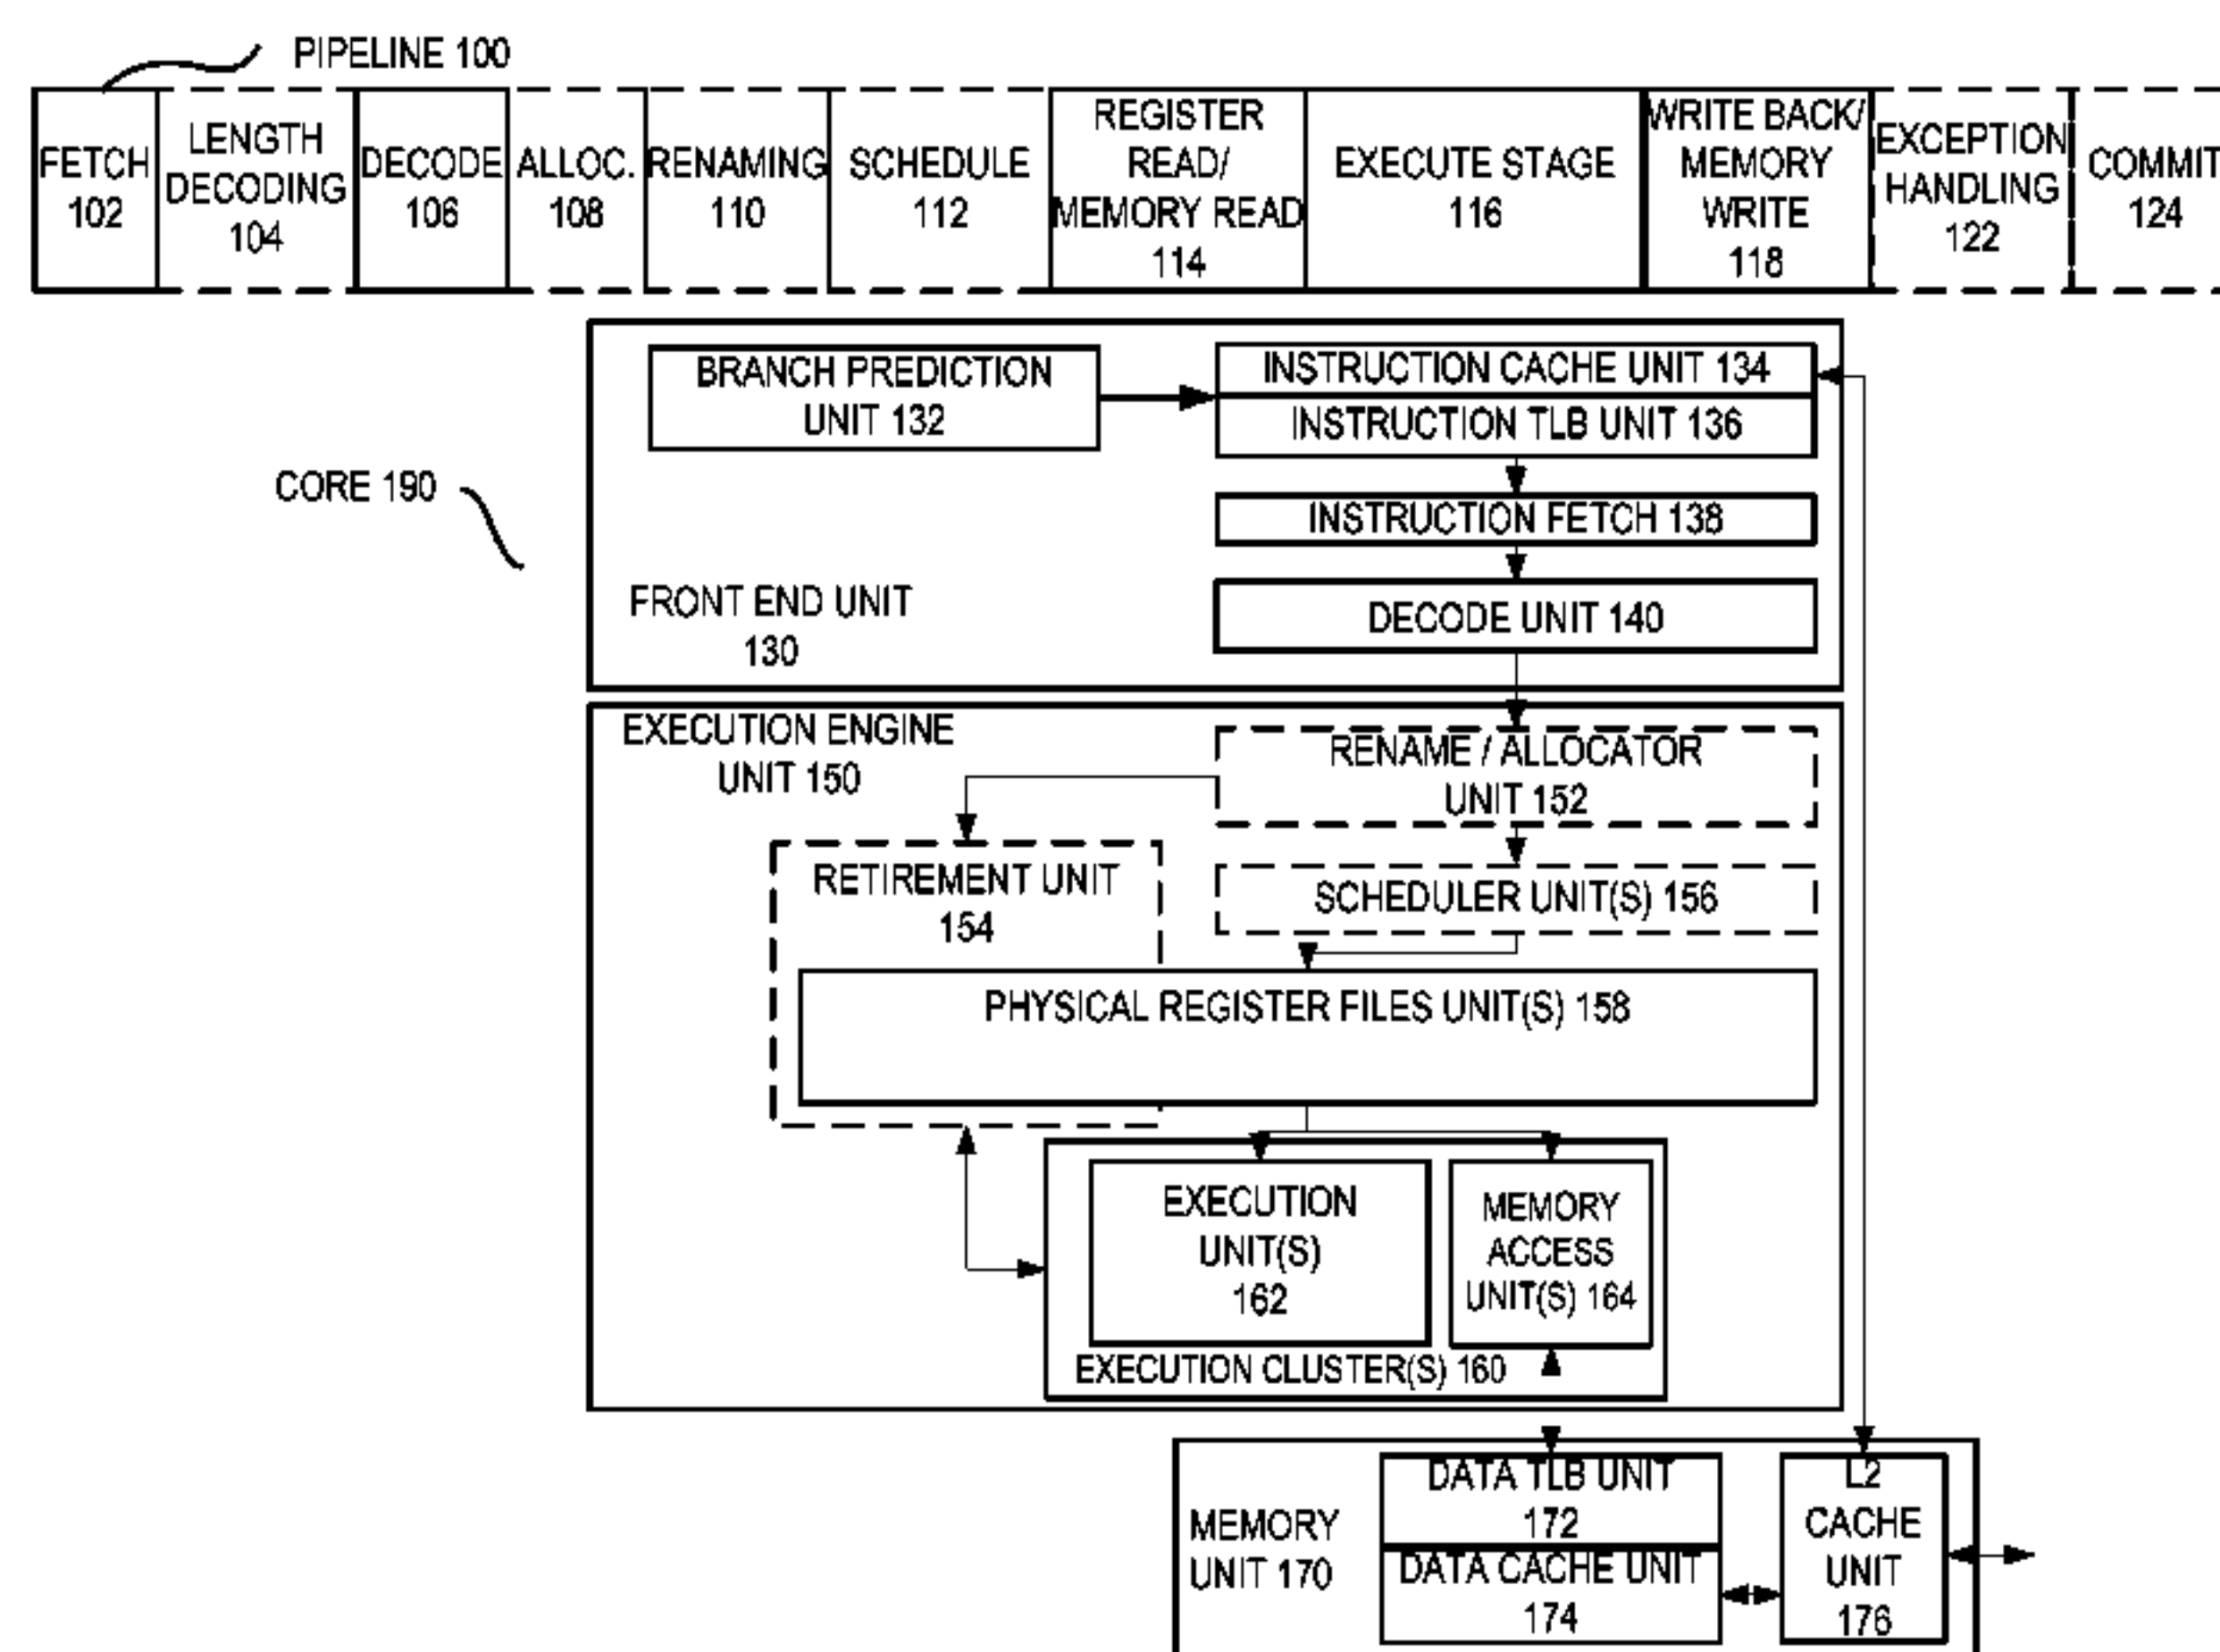 PIPELINE 100
FETCH
102
LENGTH
DECODING
104
DECODE
106
ALLOC.
108
RENAMING
110
SCHEDULE
112
REGISTER
READ/
MEMORY READ
114
EXECUTE STAGE
116
WRITE BACK/
MEMORY
WRITE
118
EXCEPTION
HANDLING
122
COMMIT
124
BRANCH PREDICTION
UNIT 132
INSTRUCTION CACHE UNIT 134
INSTRUCTION TLB UNIT 136
CORE 190
INSTRUCTION FETCH 138
FRONT END UNIT
130
DECODE UNIT 140
EXECUTION ENGINE
UNIT 150
RENAME / ALLOCATOR
UNIT 152
RETIREMENT UNIT
154
SCHEDULER UNIT(S) 156
PHYSICAL REGISTER FILES UNIT(S) 158
EXECUTION
UNIT(S)
162
MEMORY
ACCESS
UNIT(S) 164
EXECUTION CLUSTER(S) 160
MEMORY
UNIT 170
DATA TLB UNIT
172
DATA CACHE UNIT
174
L2
CACHE
UNIT
176